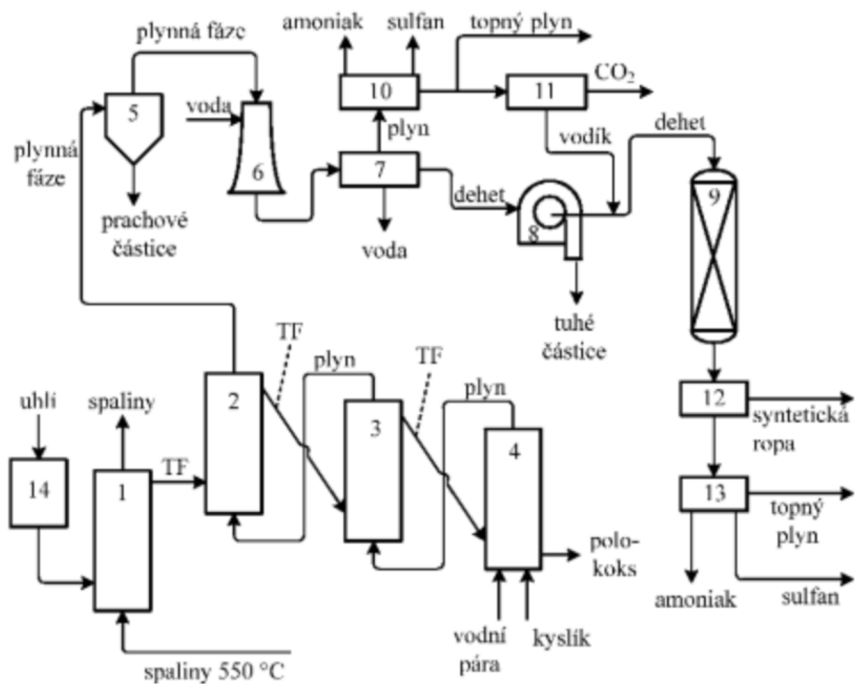 plynná fáze
amoniak
sulfan
topný plyn
5
10
11
CO₂
voda
plyn
vodík
dehet
plynná
fáze
6
7
dehet
8
9
prachové
částice
voda
tuhé
částice
TF
plyn
TF
plyn
12
syntetická
ropa
uhlí
spaliny
2
3
4
TF
14
1
13
topný
plyn
polo-
koks
amoniak
sulfan
vodní
pára
kyslík
spaliny 550 °C